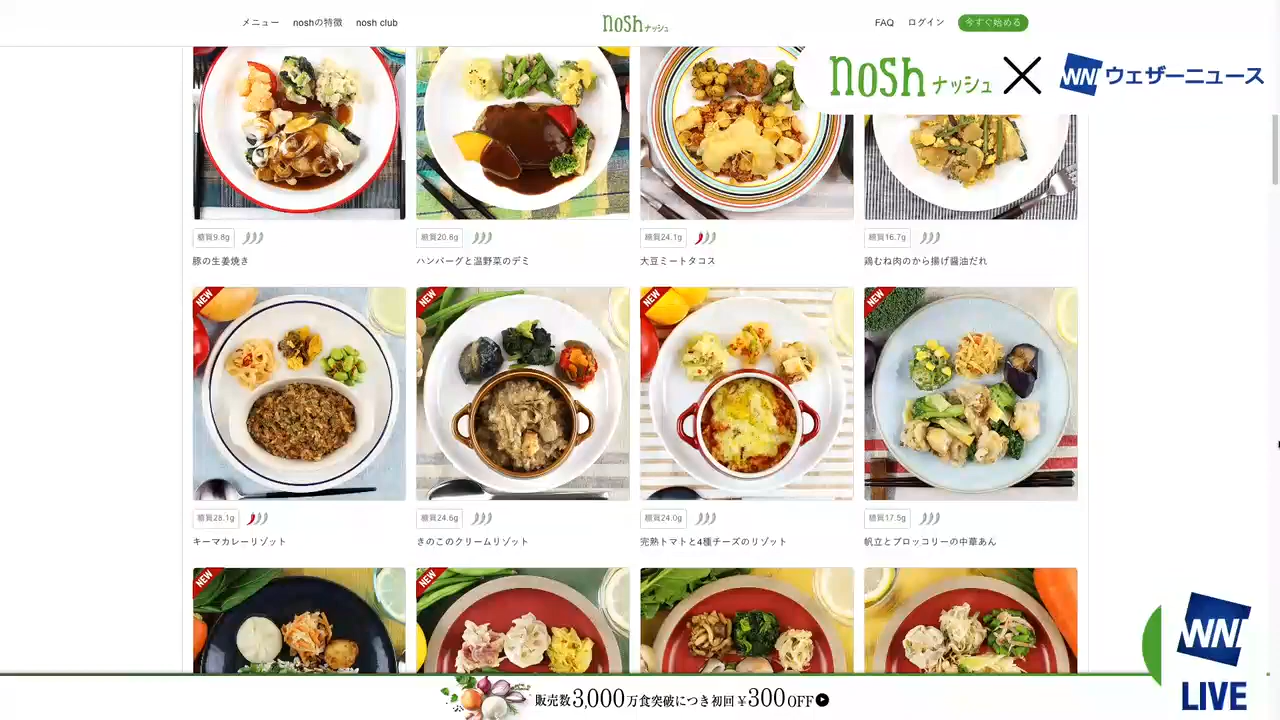 メニュー noshの特徴 nosh club nosh ナッシュ FAQ ログイン 今すぐ始める
nosh ナッシュ × WN ウェザーニュース
糖質9.8g 糖質20.8g 糖質24.1g 糖質16.7g
豚の生姜焼き ハンバーグと温野菜のデミ 大豆ミートタコス 鶏むね肉のから揚げ醤油だれ
NEW NEW NEW NEW
糖質28.1g 糖質24.6g 糖質24.0g 糖質17.5g
キーマカレーリゾット きのこのクリームリゾット 完熟トマトと4種チーズのリゾット 帆立とブロッコリーの中華あん
NEW NEW
WN
LIVE
販売数3,000万食突破につき初回¥300OFF